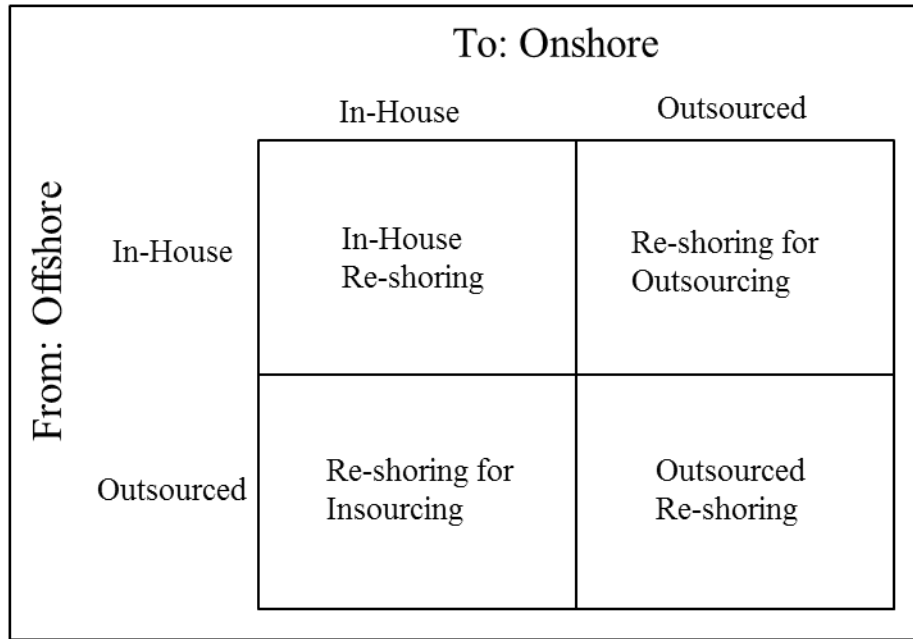 To: Onshore
In-House
Outsourced
From: Offshore
In-House
In-House
Re-shoring
Re-shoring for
Outsourcing
Outsourced
Re-shoring for
Insourcing
Outsourced
Re-shoring